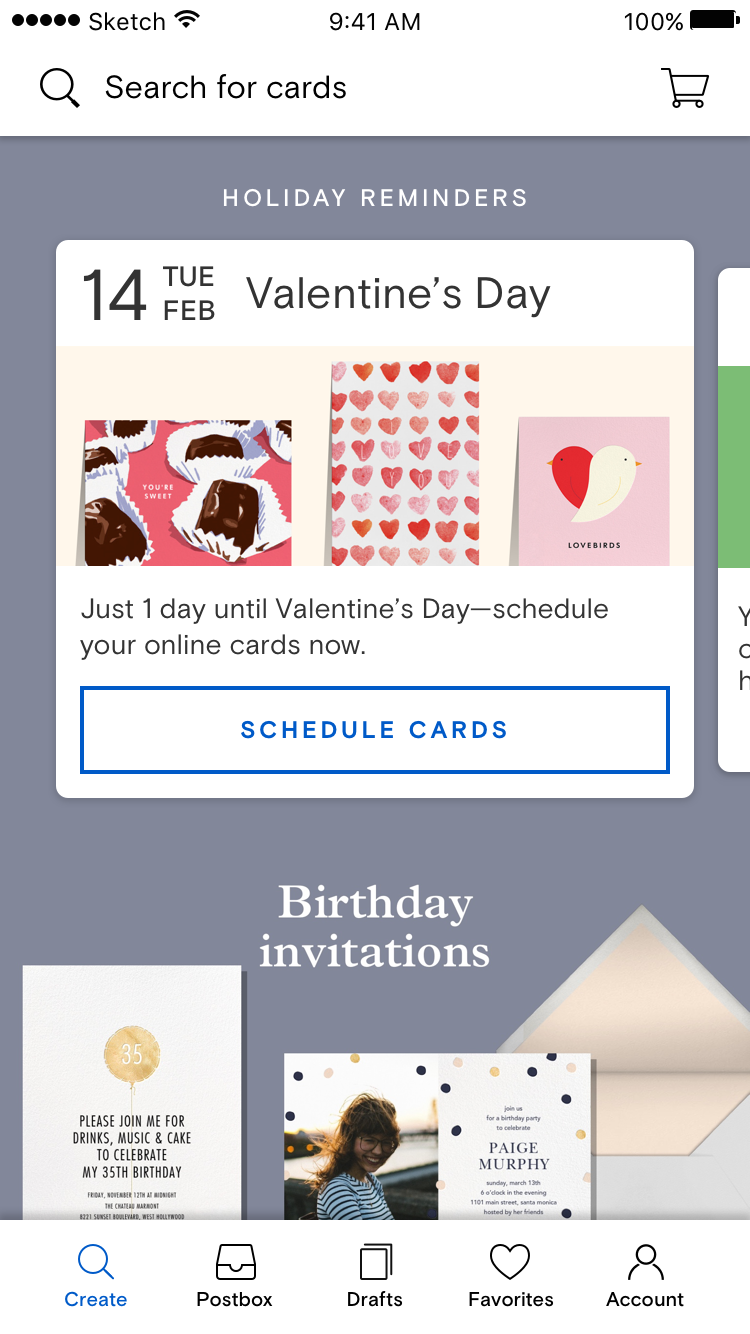 Sketch 9:41 AM 100%
Search for cards
HOLIDAY REMINDERS
14 TUE FEB Valentine’s Day
YOU'RE
SWEET
I
LOVE
YOU
LOVEBIRDS
Just 1 day until Valentine’s Day—schedule
your online cards now.
SCHEDULE CARDS
Y
Birthday
invitations
35
PLEASE JOIN ME FOR
DRINKS, MUSIC & CAKE
TO CELEBRATE
MY 35TH BIRTHDAY
FRIDAY, NOVEMBER 12TH AT MIDNIGHT
THE CHATEAU MARMONT
8221 SUNSET BOULEVARD, WEST HOLLYWOOD
join us
for a birthday party
to celebrate
PAIGE
MURPHY
sunday, march 13th
6 o'clock in the evening
1101 main street, santa monica
hosted by her friends
Create Postbox Drafts Favorites Account